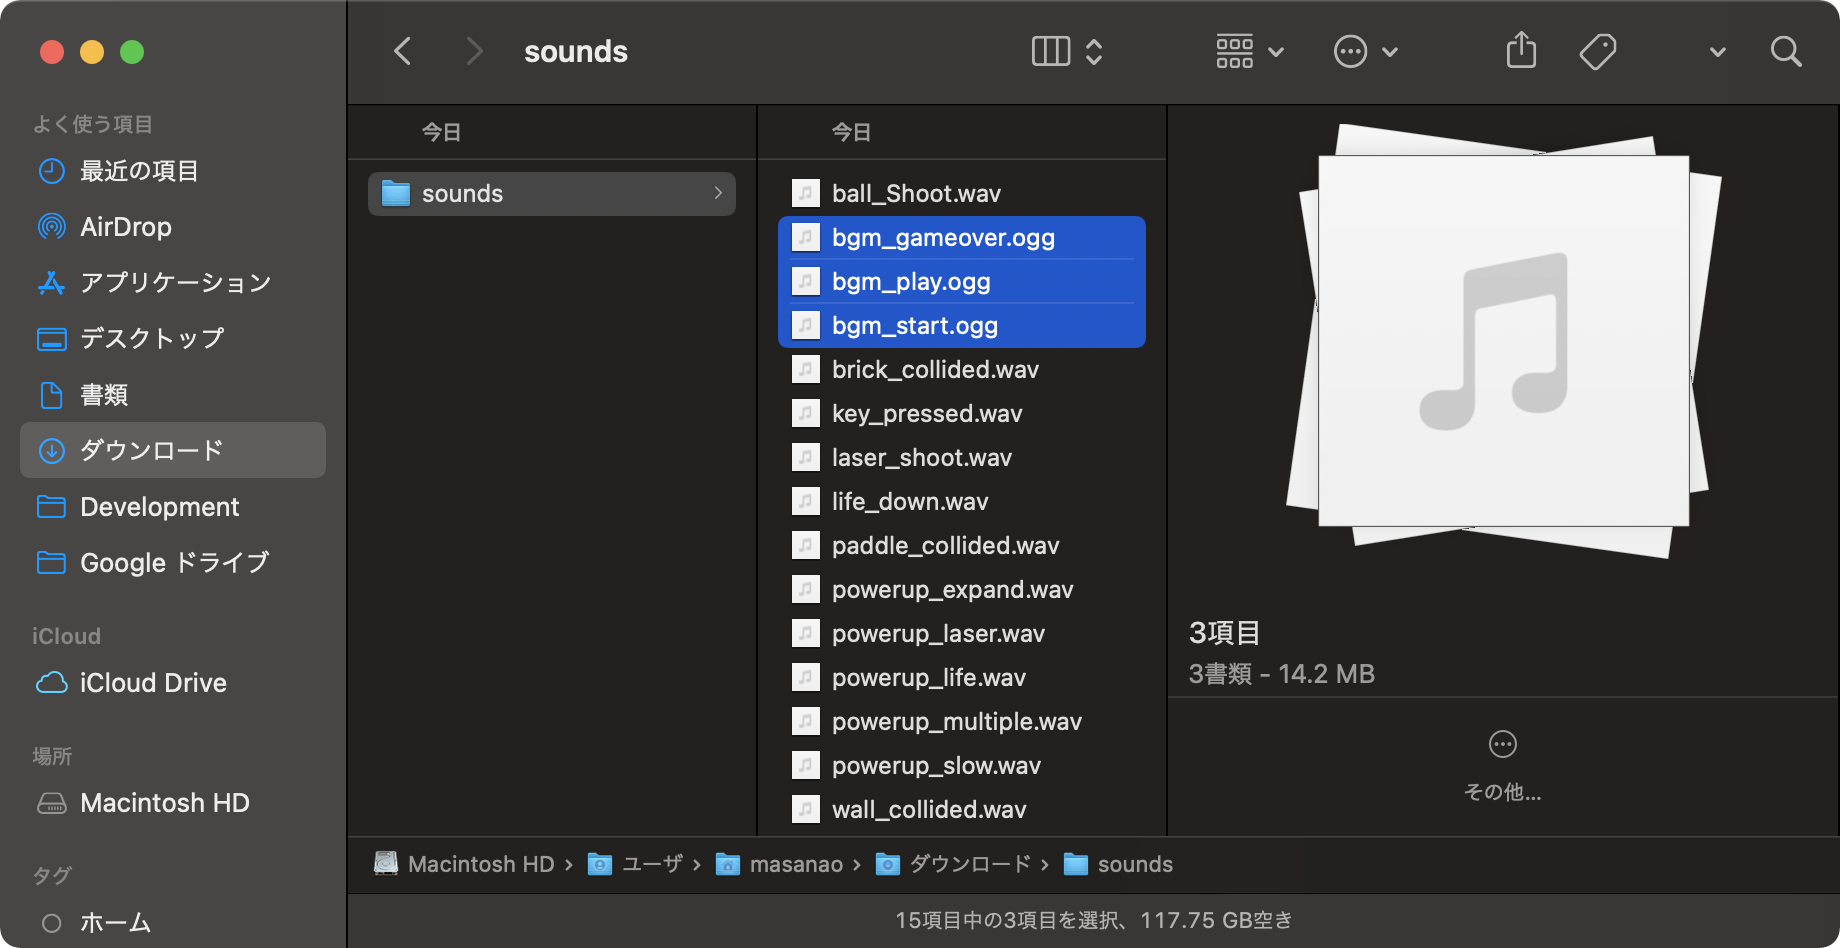 sounds
よく使う項目
最近の項目
AirDrop
アプリケーション
デスクトップ
書類
ダウンロード
Development
Google ドライブ
iCloud
iCloud Drive
場所
Macintosh HD
タグ
ホーム
今日
sounds
今日
ball_Shoot.wav
bgm_gameover.ogg
bgm_play.ogg
bgm_start.ogg
brick_collided.wav
key_pressed.wav
laser_shoot.wav
life_down.wav
paddle_collided.wav
powerup_expand.wav
powerup_laser.wav
powerup_life.wav
powerup_multiple.wav
powerup_slow.wav
wall_collided.wav
3項目
3書類 - 14.2 MB
その他...
Macintosh HD › ユーザ › masanao › ダウンロード › sounds
15項目中の3項目を選択、117.75 GB空き